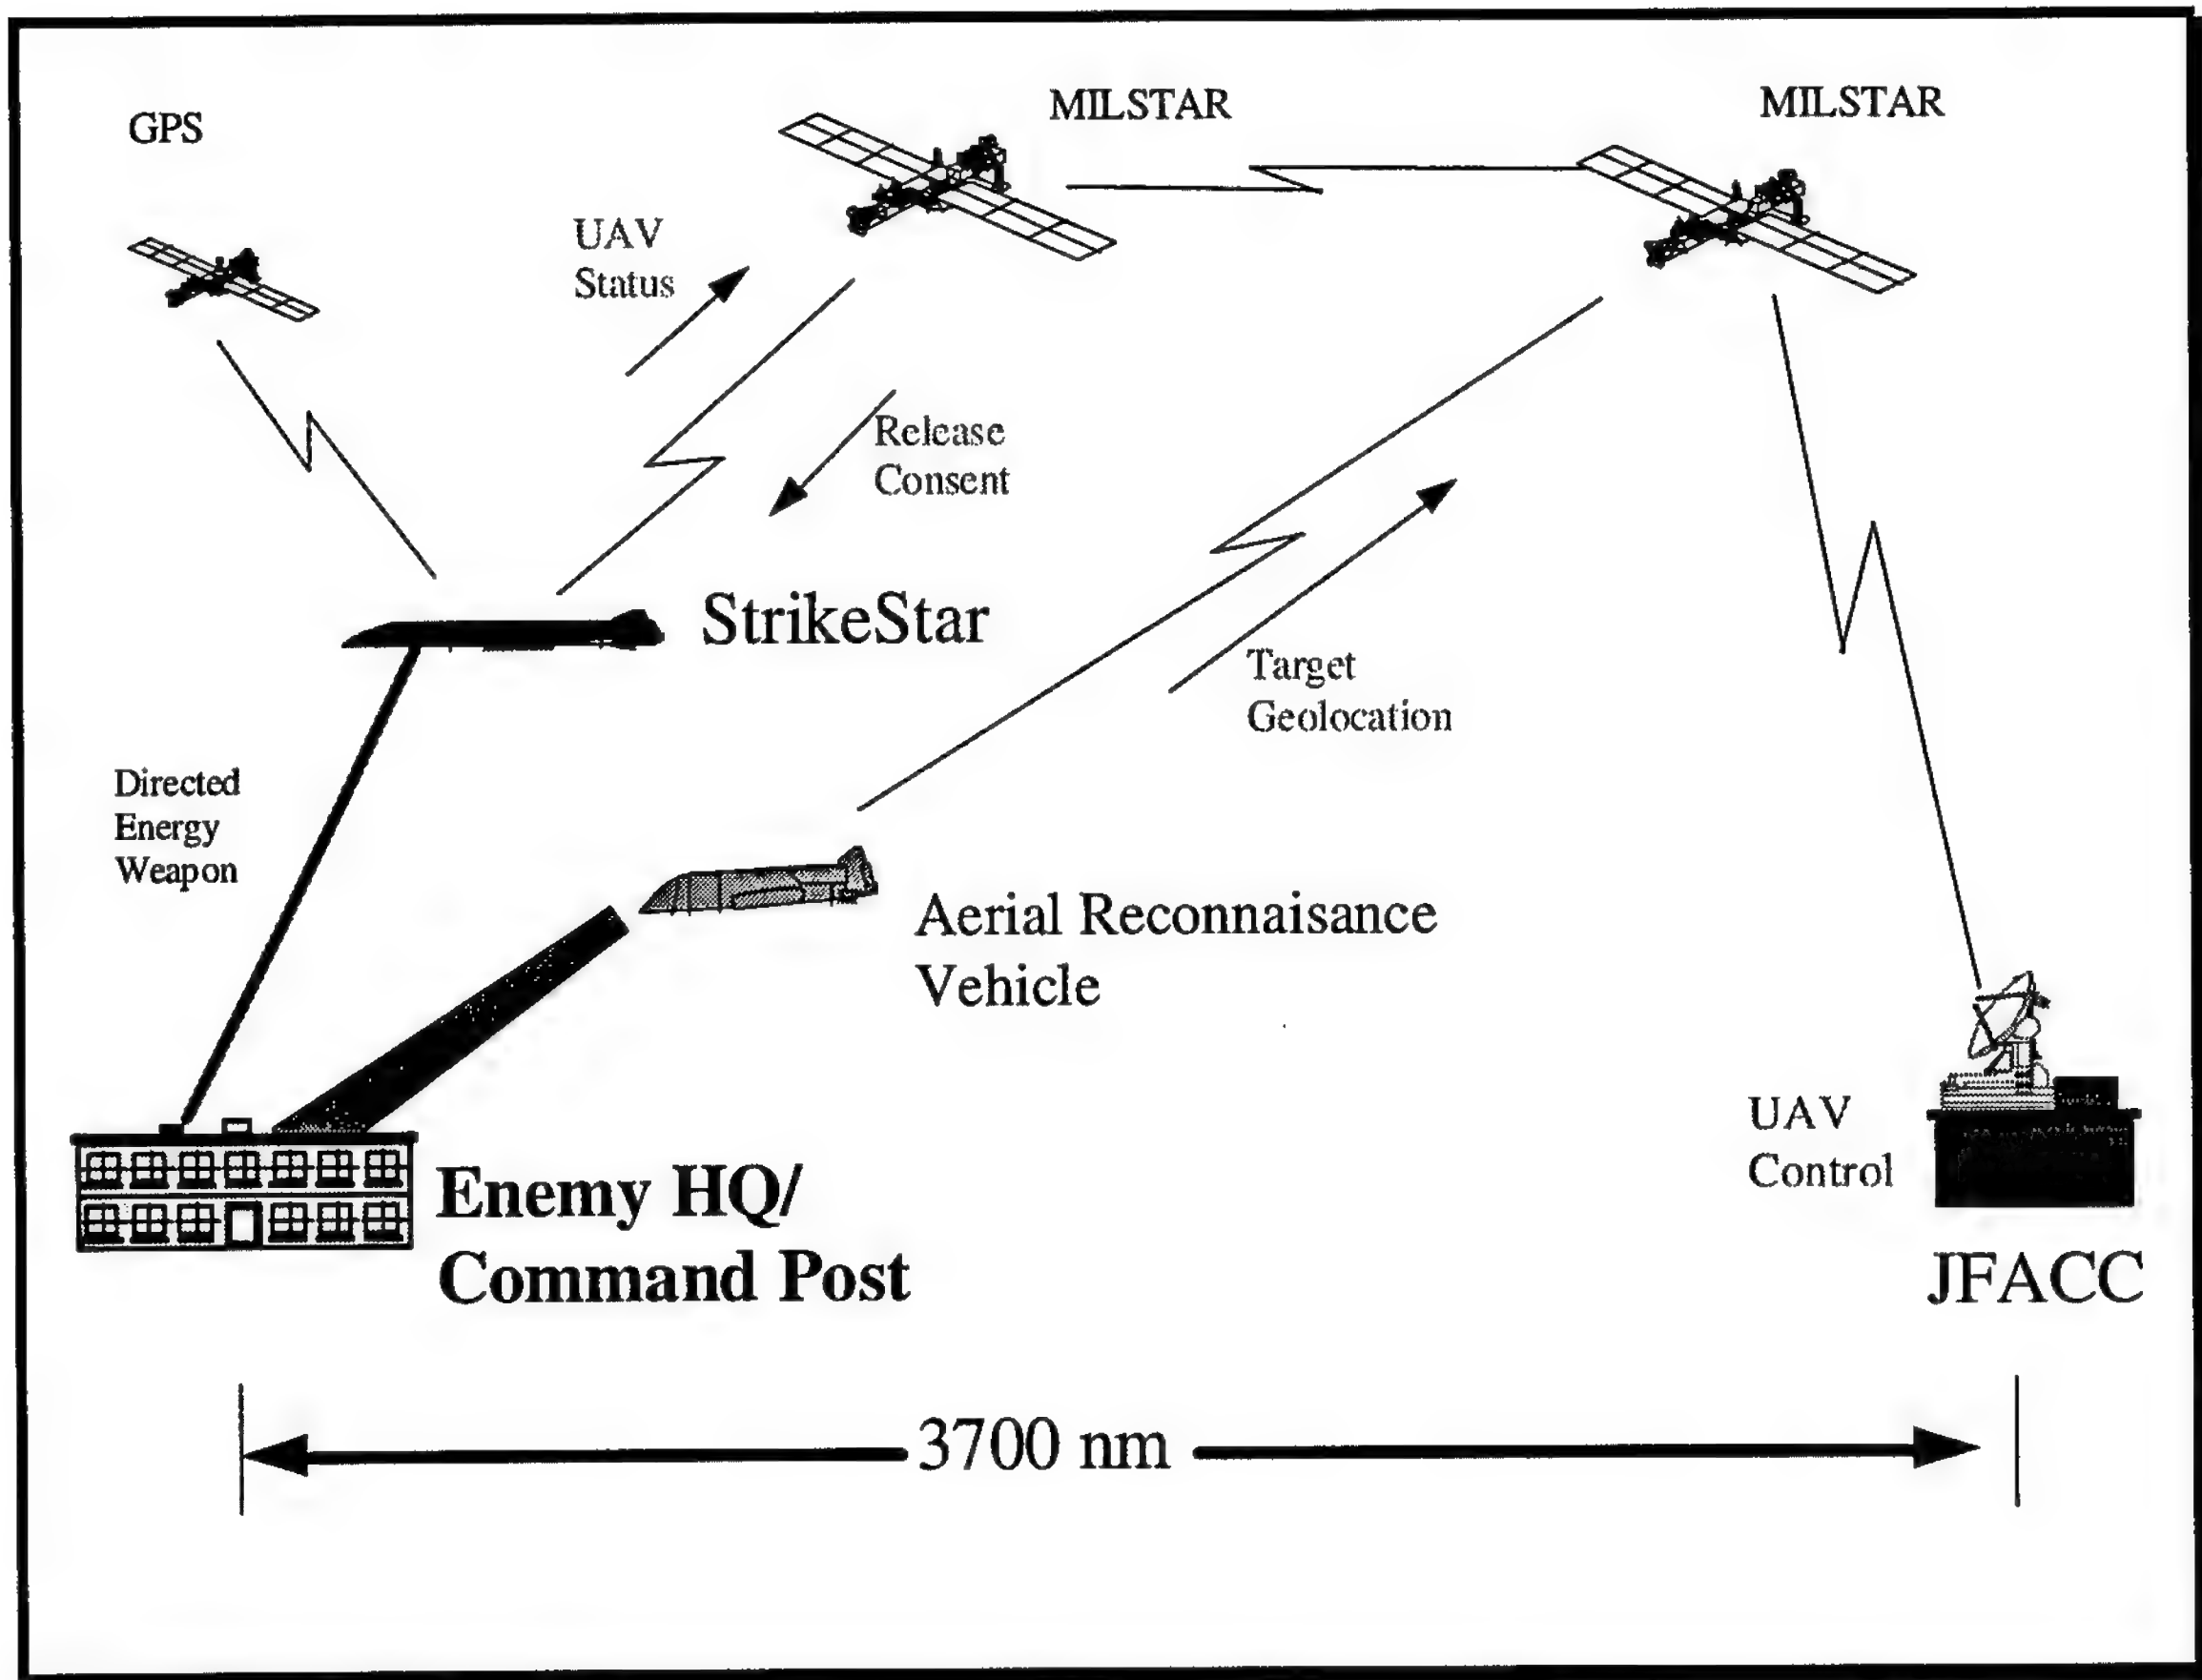 GPS
MILSTAR
MILSTAR
UAV
Status
Release
Consent
StrikeStar
Target
Geolocation
Directed
Energy
Weapon
Aerial Reconnaisance
Vehicle
UAV
Control
Enemy HQ/
Command Post
JFACC
3700 nm